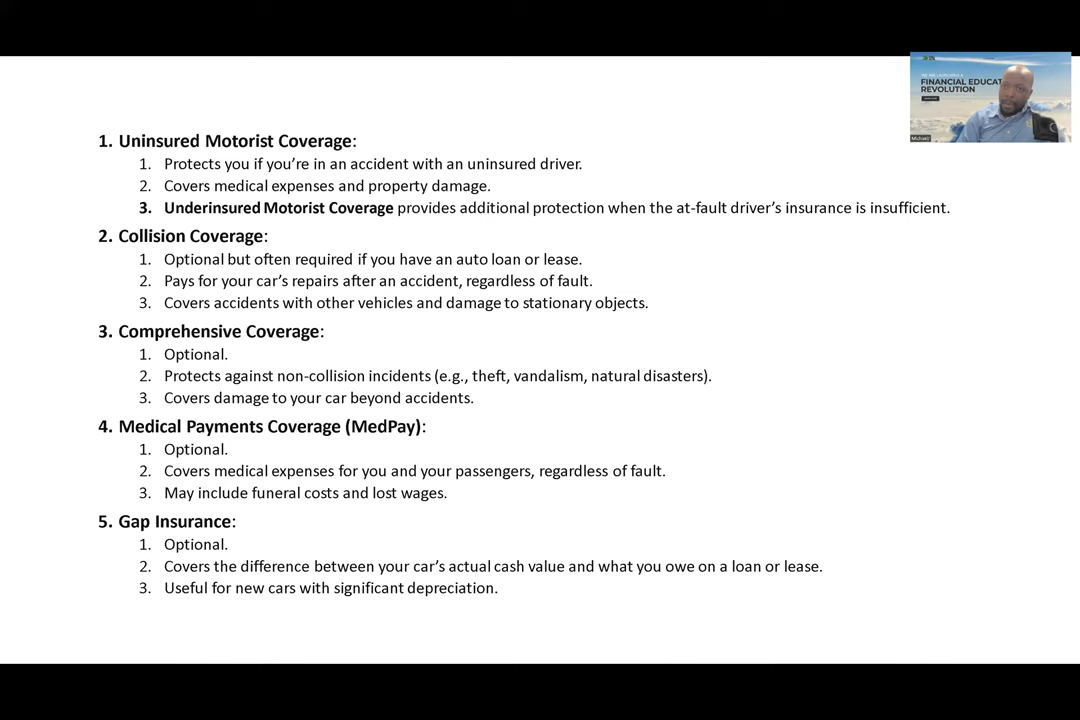 FINANCIAL EDUCAT
REVOLUTION
Michael
1. Uninsured Motorist Coverage:
1. Protects you if you're in an accident with an uninsured driver.
2. Covers medical expenses and property damage.
3. Underinsured Motorist Coverage provides additional protection when the at-fault driver's insurance is insufficient.
2. Collision Coverage:
1. Optional but often required if you have an auto loan or lease.
2. Pays for your car's repairs after an accident, regardless of fault.
3. Covers accidents with other vehicles and damage to stationary objects.
3. Comprehensive Coverage:
1. Optional.
2. Protects against non-collision incidents (e.g., theft, vandalism, natural disasters).
3. Covers damage to your car beyond accidents.
4. Medical Payments Coverage (MedPay):
1. Optional.
2. Covers medical expenses for you and your passengers, regardless of fault.
3. May include funeral costs and lost wages.
5. Gap Insurance:
1. Optional.
2. Covers the difference between your car's actual cash value and what you owe on a loan or lease.
3. Useful for new cars with significant depreciation.